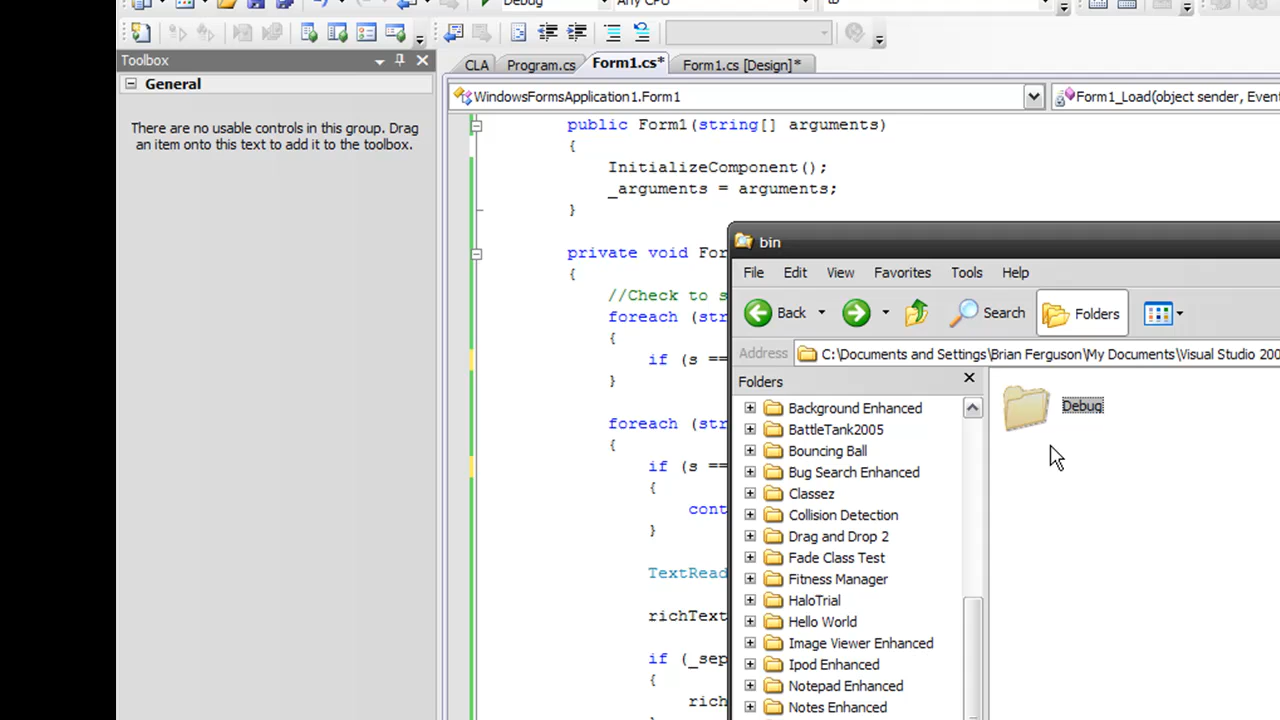 Debug
Any CPU
Toolbox
General
There are no usable controls in this group. Drag
an item onto this text to add it to the toolbox.
CLA
Program.cs
Form1.cs*
Form1.cs [Design]*
WindowsFormsApplication1.Form1
Form1_Load(object sender, Event
public Form1(string[] arguments)
{
InitializeComponent();
_arguments = arguments;
}
private void For
{
//Check to s
foreach (str
{
if (s ==
}
foreach (str
{
if (s ==
{
cont
}
TextRead
richText
if (_sep
{
rich
bin
File Edit View Favorites Tools Help
Back Search Folders
Address C:\Documents and Settings\Brian Ferguson\My Documents\Visual Studio 200
Folders
Background Enhanced
BattleTank2005
Bouncing Ball
Bug Search Enhanced
Classez
Collision Detection
Drag and Drop 2
Fade Class Test
Fitness Manager
HaloTrial
Hello World
Image Viewer Enhanced
Ipod Enhanced
Notepad Enhanced
Notes Enhanced
Debug